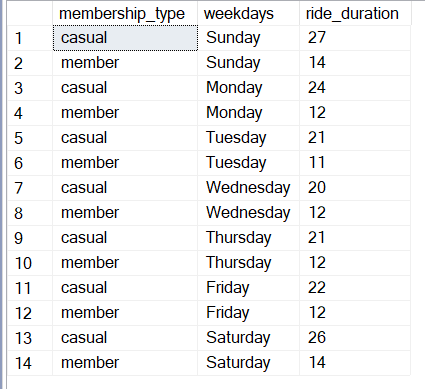 membership_type weekdays ride_duration
1 casual Sunday 27
2 member Sunday 14
3 casual Monday 24
4 member Monday 12
5 casual Tuesday 21
6 member Tuesday 11
7 casual Wednesday 20
8 member Wednesday 12
9 casual Thursday 21
10 member Thursday 12
11 casual Friday 22
12 member Friday 12
13 casual Saturday 26
14 member Saturday 14